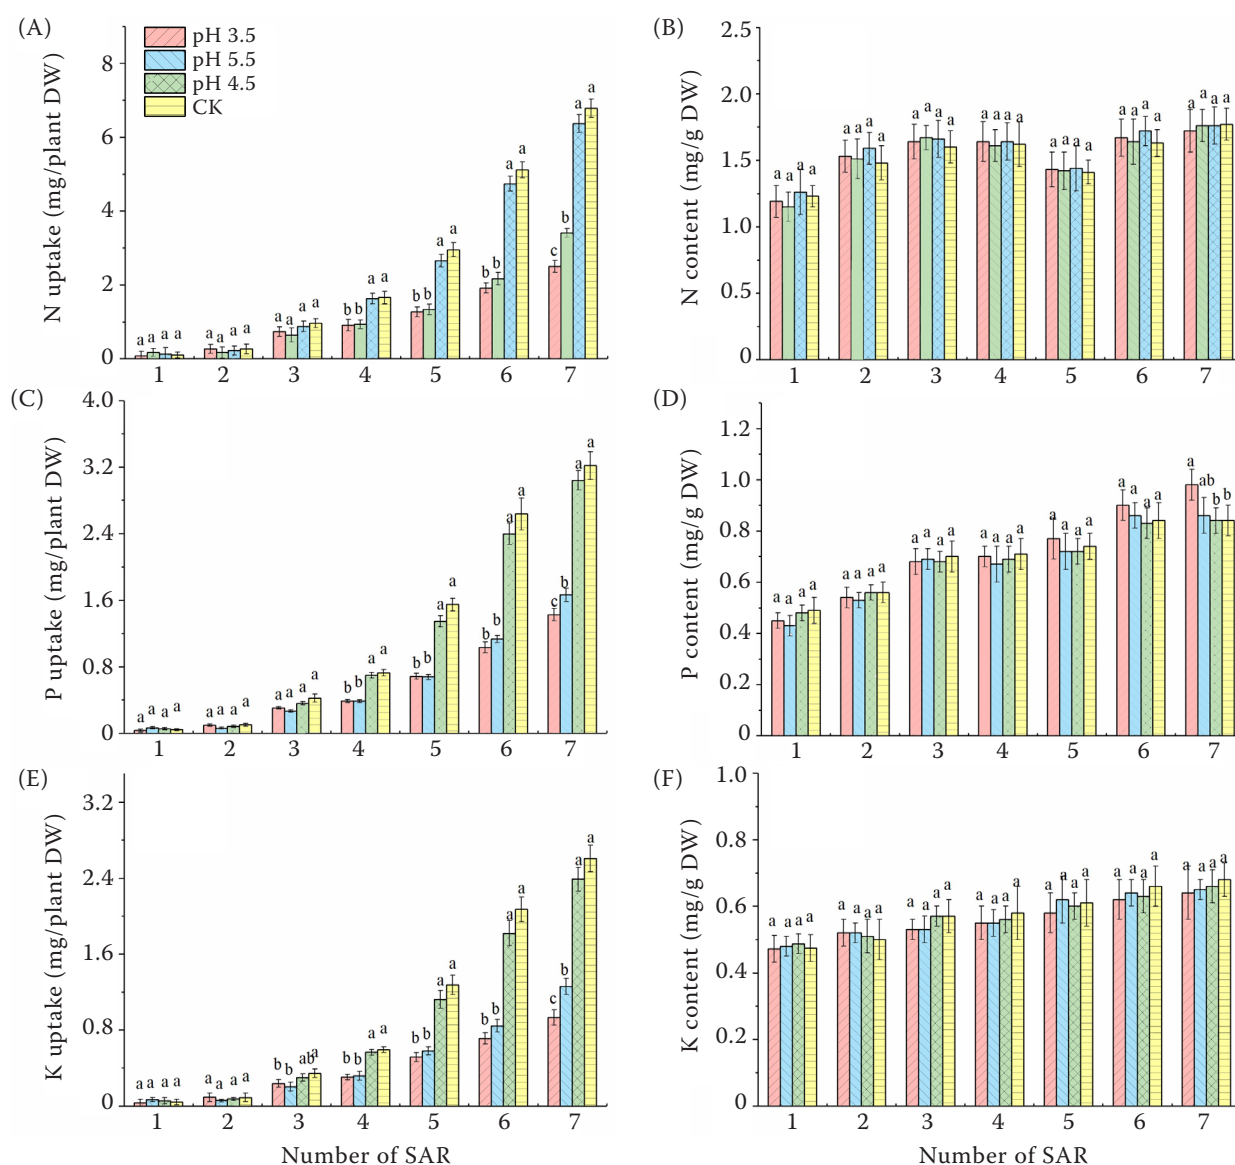 (A)
pH 3.5
pH 5.5
pH 4.5
CK
N uptake (mg/plant DW)
8
6
4
2
0
a a a a
a a a a
a a a a
b b a a
b b a a
b b a a
c b a a
1 2 3 4 5 6 7
(B)
N content (mg/g DW)
2.5
2.0
1.5
1.0
0.5
0
a a a a
a a a a
a a a a
a a a a
a a a a
a a a a
a a a a
1 2 3 4 5 6 7
(C)
P uptake (mg/plant DW)
4.0
3.2
2.4
1.6
0.8
0
a a a a
a a a a
a a a a
b b a a
b b a a
b b a a
c b a a
1 2 3 4 5 6 7
(D)
P content (mg/g DW)
1.2
1.0
0.8
0.6
0.4
0.2
0
a a a a
a a a a
a a a a
a a a a
a a a a
a a a a
a ab b b
1 2 3 4 5 6 7
(E)
K uptake (mg/plant DW)
3.2
2.4
1.6
0.8
0
a a a a
a a a a
b b ab a
b b a a
b b a a
b b a a
c b a a
1 2 3 4 5 6 7
Number of SAR
(F)
K content (mg/g DW)
1.0
0.8
0.6
0.4
0.2
0
a a a a
a a a a
a a a a
a a a a
a a a a
a a a a
a a a a
1 2 3 4 5 6 7
Number of SAR